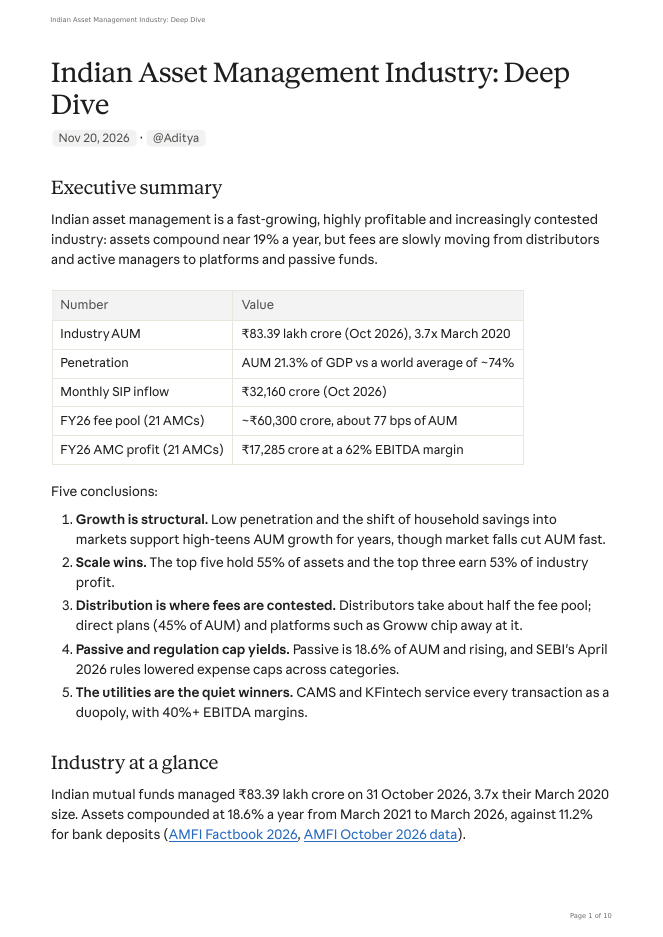 Indian Asset Management Industry: Deep Dive
Indian Asset Management Industry: Deep
Dive
Nov 20, 2026 · @Aditya
Executive summary
Indian asset management is a fast-growing, highly profitable and increasingly contested
industry: assets compound near 19% a year, but fees are slowly moving from distributors
and active managers to platforms and passive funds.
Number Value
Industry AUM ₹83.39 lakh crore (Oct 2026), 3.7x March 2020
Penetration AUM 21.3% of GDP vs a world average of ~74%
Monthly SIP inflow ₹32,160 crore (Oct 2026)
FY26 fee pool (21 AMCs) ~₹60,300 crore, about 77 bps of AUM
FY26 AMC profit (21 AMCs) ₹17,285 crore at a 62% EBITDA margin
Five conclusions:
1. Growth is structural. Low penetration and the shift of household savings into
markets support high-teens AUM growth for years, though market falls cut AUM fast.
2. Scale wins. The top five hold 55% of assets and the top three earn 53% of industry
profit.
3. Distribution is where fees are contested. Distributors take about half the fee pool;
direct plans (45% of AUM) and platforms such as Groww chip away at it.
4. Passive and regulation cap yields. Passive is 18.6% of AUM and rising, and SEBI's April
2026 rules lowered expense caps across categories.
5. The utilities are the quiet winners. CAMS and KFintech service every transaction as a
duopoly, with 40%+ EBITDA margins.
Industry at a glance
Indian mutual funds managed ₹83.39 lakh crore on 31 October 2026, 3.7x their March 2020
size. Assets compounded at 18.6% a year from March 2021 to March 2026, against 11.2%
for bank deposits (AMFI Factbook 2026, AMFI October 2026 data).
Page 1 of 10